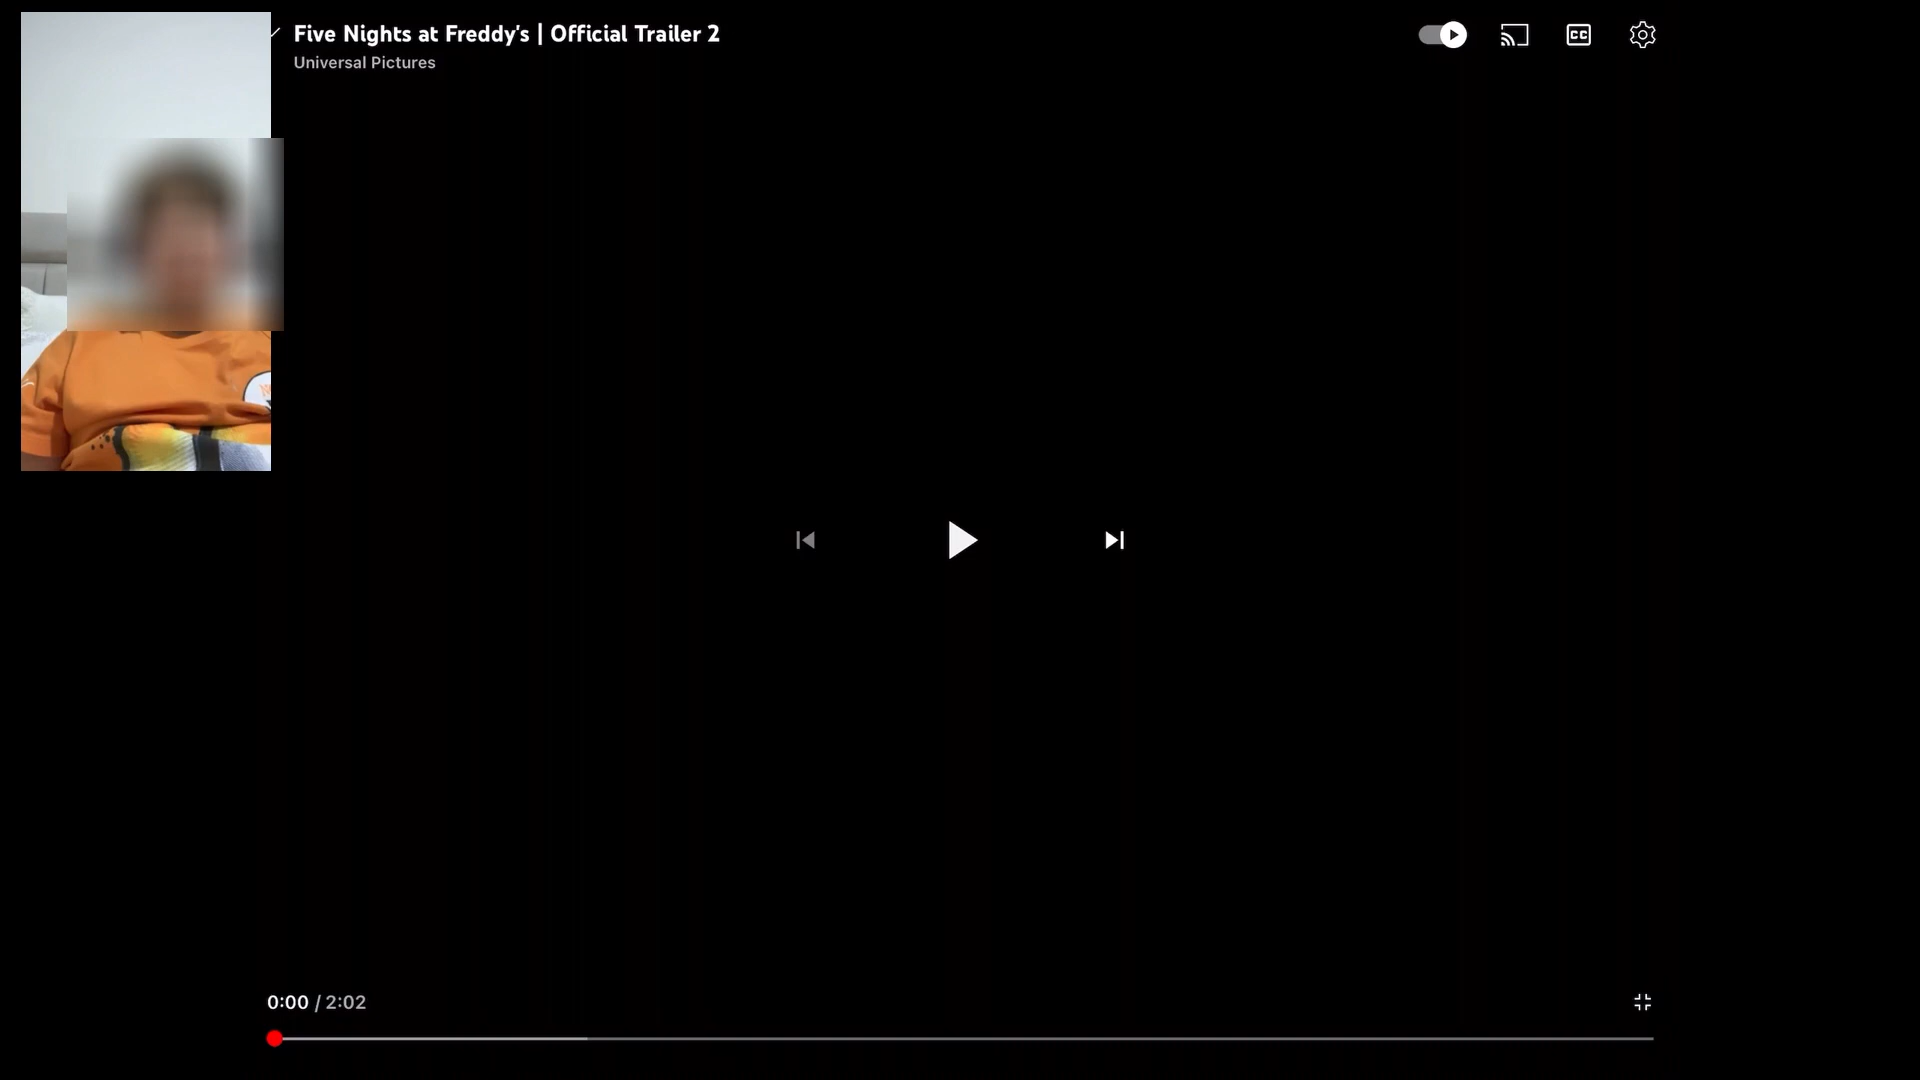 Five Nights at Freddy's | Official Trailer 2
Universal Pictures
CC
0:00 / 2:02